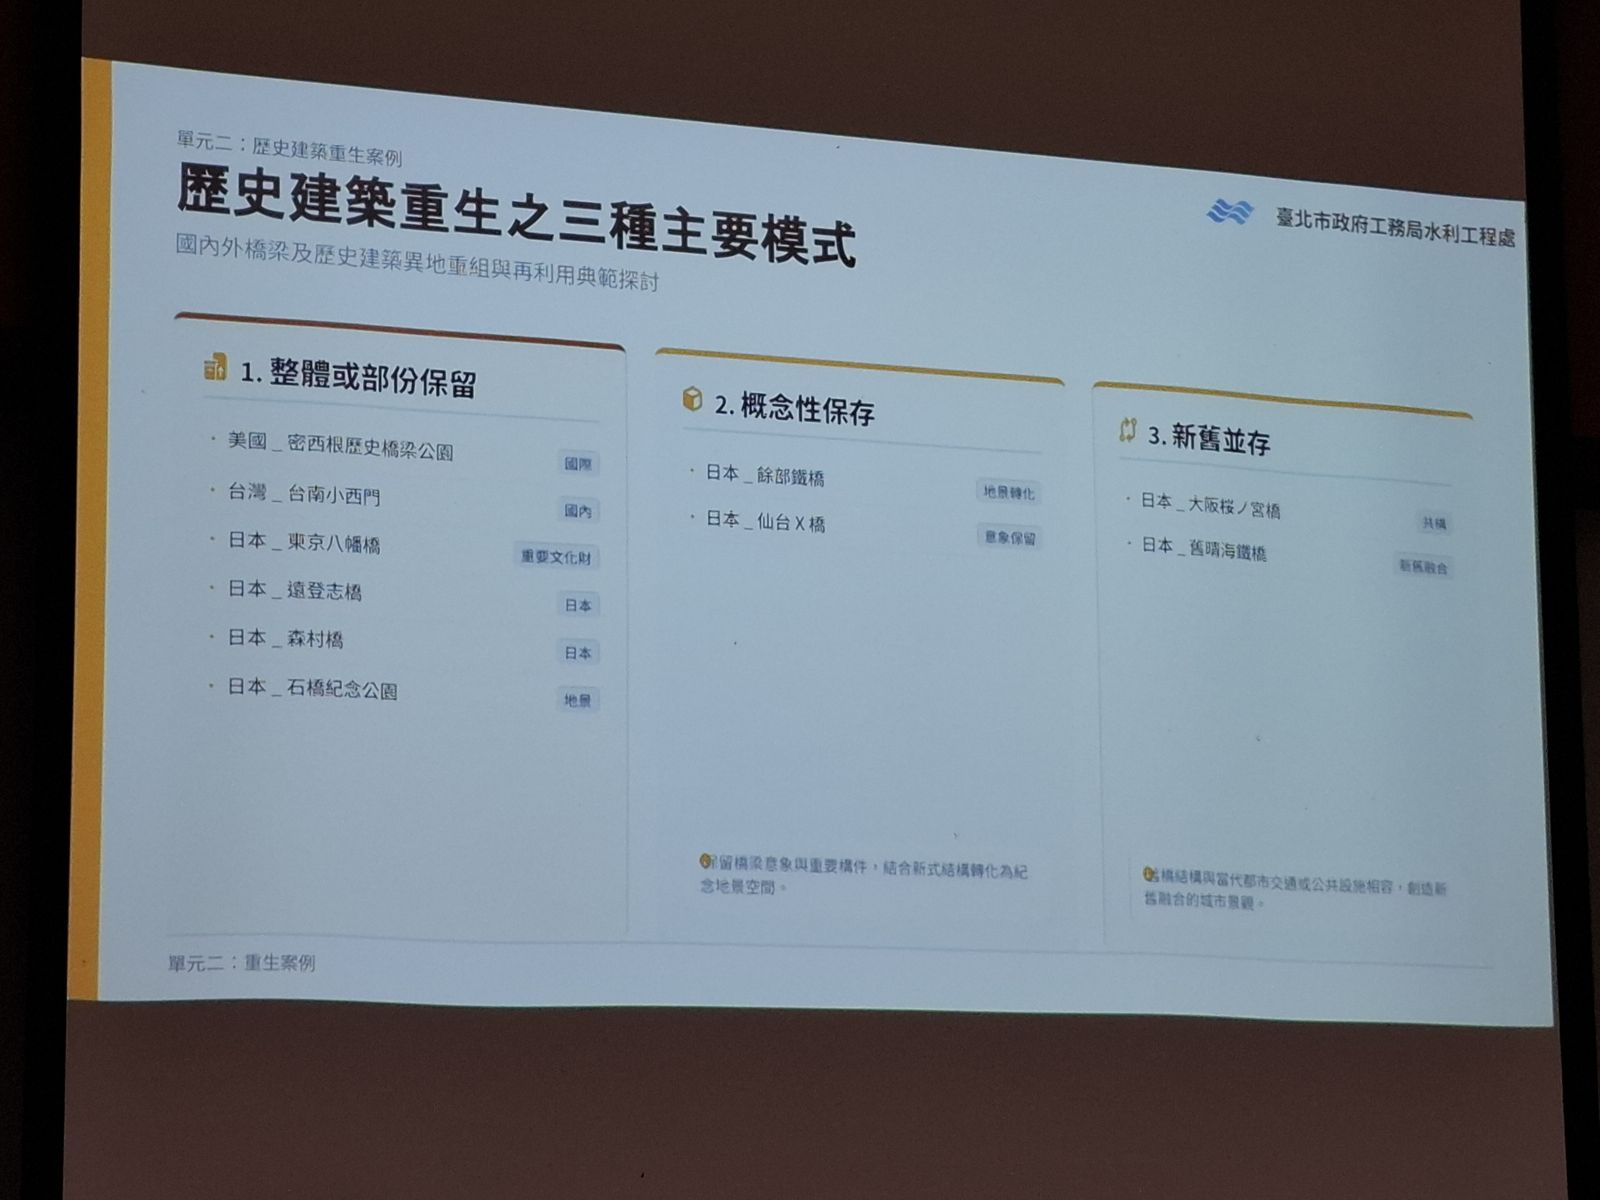 單元二：歷史建築重生案例
歷史建築重生之三種主要模式
國內外橋梁及歷史建築異地重組與再利用典範探討
臺北市政府工務局水利工程處
1. 整體或部份保留
· 美國 _ 密西根歷史橋梁公園 國際
· 台灣 _ 台南小西門 國內
· 日本 _ 東京八幡橋 重要文化財
· 日本 _ 遠登志橋 日本
· 日本 _ 森村橋 日本
· 日本 _ 石橋紀念公園 地景
2. 概念性保存
· 日本 _ 餘部鐵橋 地景轉化
· 日本 _ 仙台 X 橋 意象保留
保留橋梁意象與重要構件，結合新式結構轉化為紀
念地景空間。
3. 新舊並存
· 日本 _ 大阪桜ノ宮橋 共構
· 日本 _ 舊晴海鐵橋 新舊融合
橋結構與當代都市交通或公共設施相容，創造新
舊融合的城市景觀。
單元二：重生案例